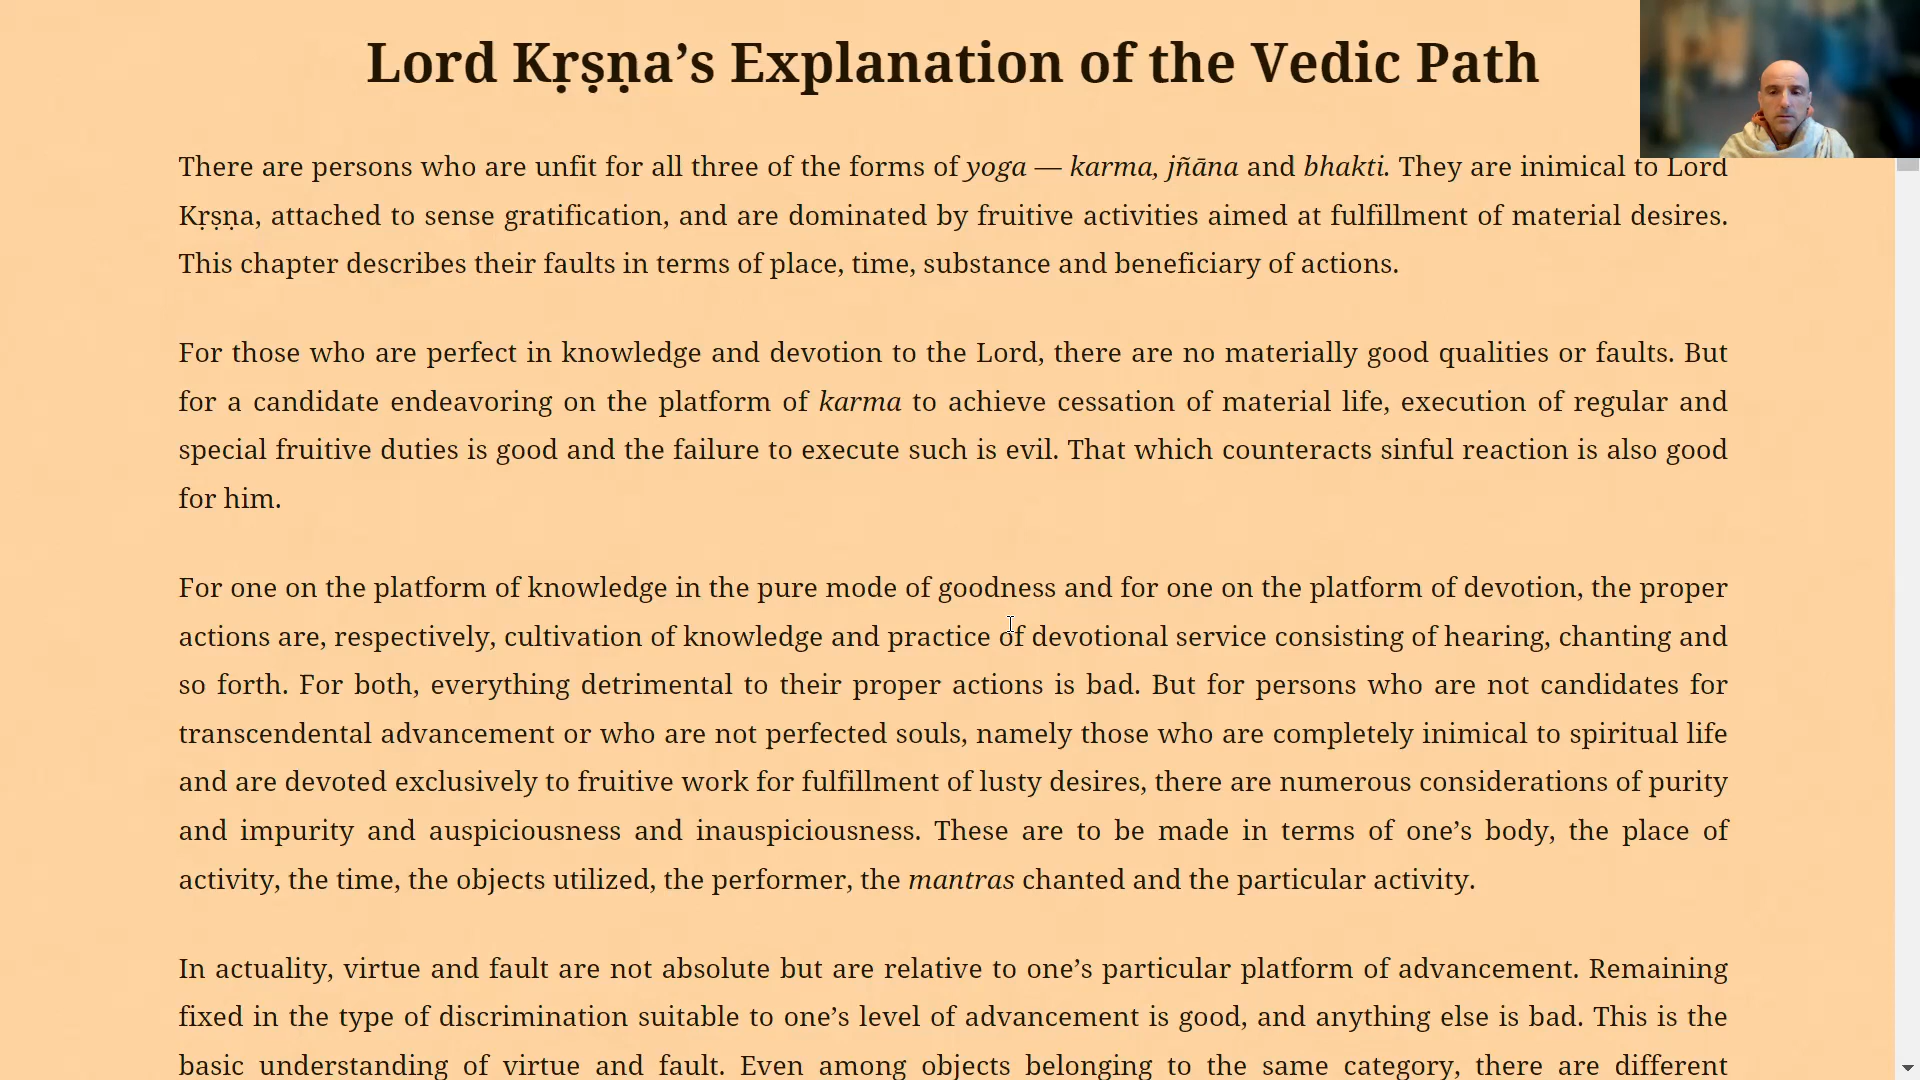 Lord Kṛṣṇa’s Explanation of the Vedic Path
There are persons who are unfit for all three of the forms of yoga — karma, jñāna and bhakti. They are inimical to Lord
Kṛṣṇa, attached to sense gratification, and are dominated by fruitive activities aimed at fulfillment of material desires.
This chapter describes their faults in terms of place, time, substance and beneficiary of actions.
For those who are perfect in knowledge and devotion to the Lord, there are no materially good qualities or faults. But
for a candidate endeavoring on the platform of karma to achieve cessation of material life, execution of regular and
special fruitive duties is good and the failure to execute such is evil. That which counteracts sinful reaction is also good
for him.
For one on the platform of knowledge in the pure mode of goodness and for one on the platform of devotion, the proper
actions are, respectively, cultivation of knowledge and practice of devotional service consisting of hearing, chanting and
so forth. For both, everything detrimental to their proper actions is bad. But for persons who are not candidates for
transcendental advancement or who are not perfected souls, namely those who are completely inimical to spiritual life
and are devoted exclusively to fruitive work for fulfillment of lusty desires, there are numerous considerations of purity
and impurity and auspiciousness and inauspiciousness. These are to be made in terms of one’s body, the place of
activity, the time, the objects utilized, the performer, the mantras chanted and the particular activity.
In actuality, virtue and fault are not absolute but are relative to one’s particular platform of advancement. Remaining
fixed in the type of discrimination suitable to one’s level of advancement is good, and anything else is bad. This is the
basic understanding of virtue and fault. Even among objects belonging to the same category, there are different